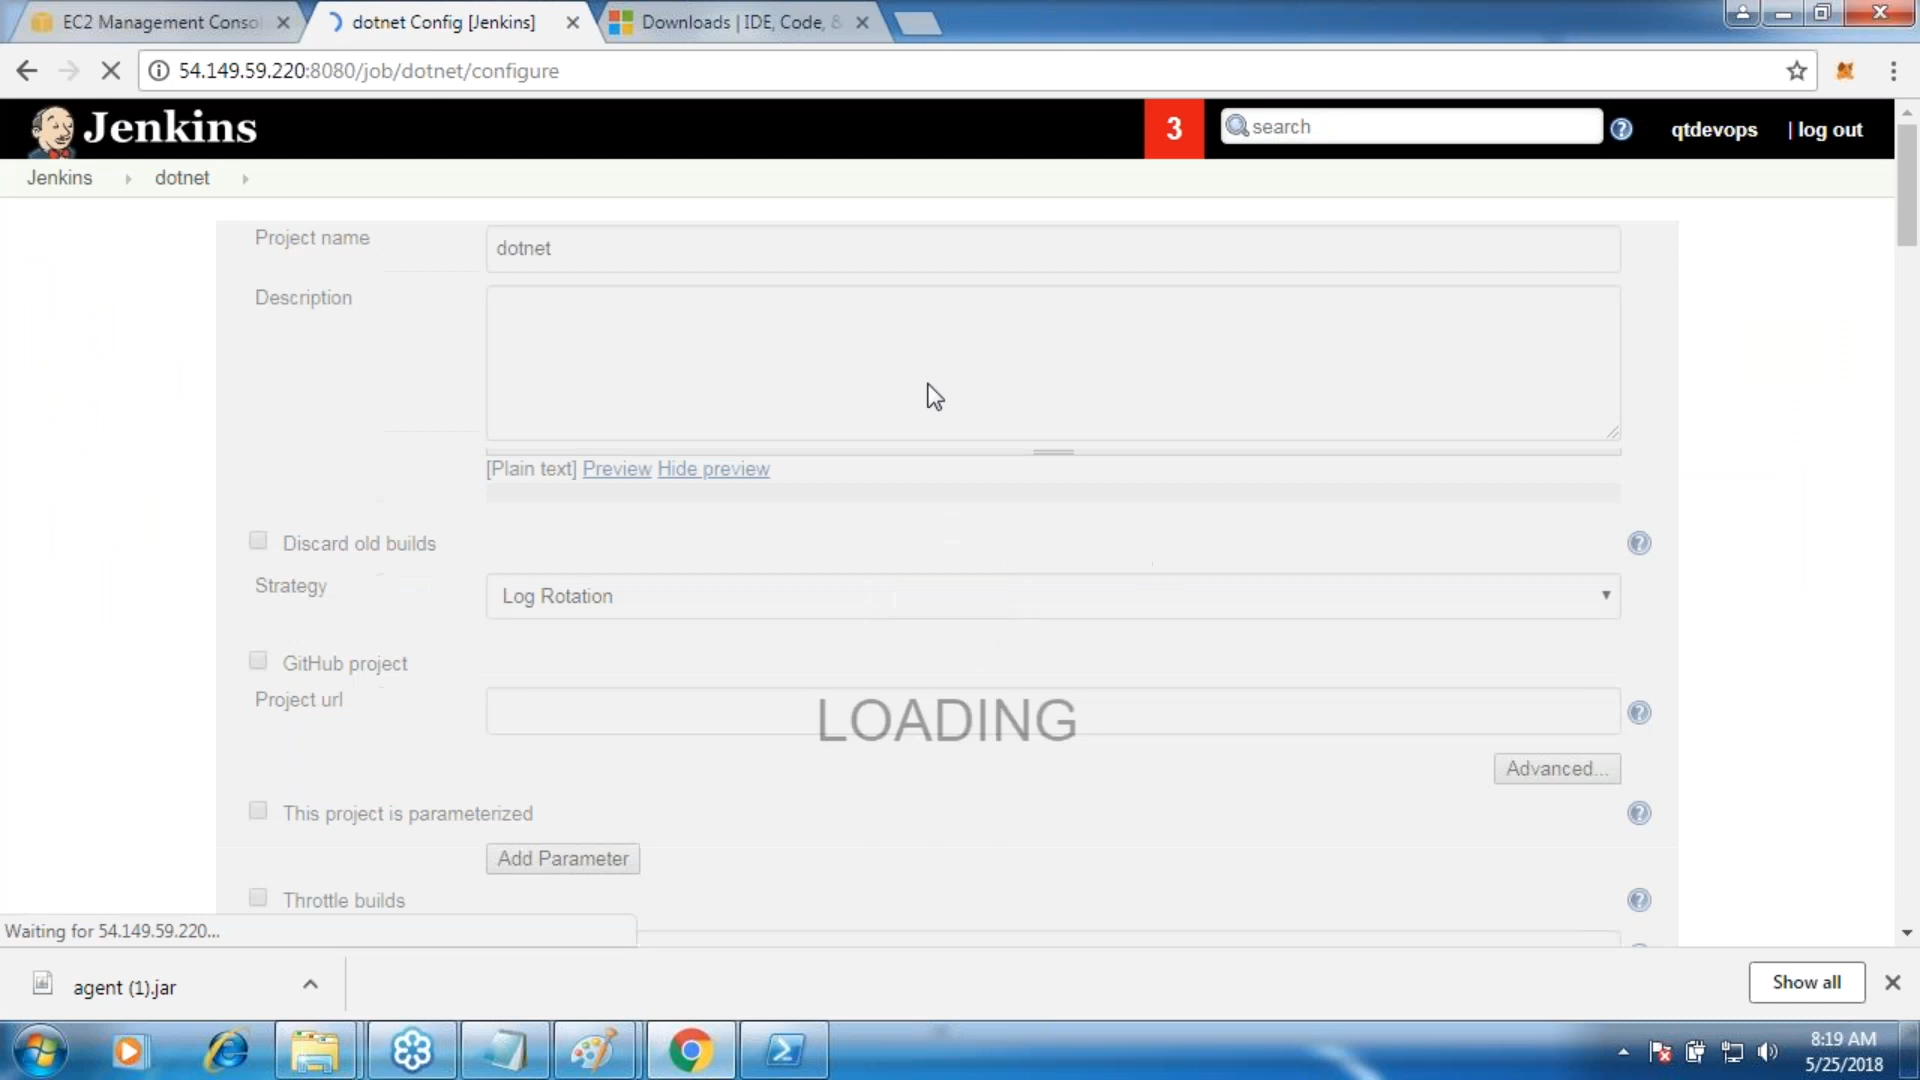 EC2 Management Consol
dotnet Config [Jenkins]
Downloads | IDE, Code, &
54.149.59.220:8080/job/dotnet/configure
Jenkins
3
search
qtdevops
| log out
Jenkins
dotnet
Project name
dotnet
Description
[Plain text] Preview Hide preview
Discard old builds
Strategy
Log Rotation
GitHub project
Project url
LOADING
Advanced...
This project is parameterized
Add Parameter
Throttle builds
Waiting for 54.149.59.220...
agent (1).jar
Show all
8:19 AM
5/25/2018